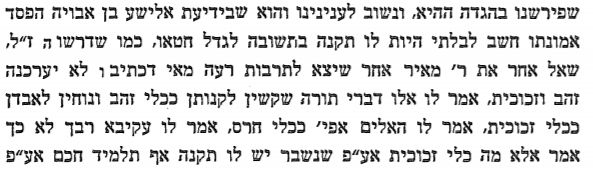 שפירשנו בהגדה ההיא, ונשוב לענינינו והוא שבידיעת אלישע בן אבויה הפסד
אמונתו חשב לבלתי היות לו תקנה בתשובה לגדל חטאו, כמו שדרשו ה ז״ל,
שאל אחר את ר׳ מאיר אחר שיצא לתרבות רעה מאי דכתיב ו לא יערכנה
זהב וזכוכית, אמר לו אלו דברי תורה שקשין לקנותן ככלי זהב ונוחין לאבדן
ככלי זכוכית, אמר לו האלים אפי׳ ככלי חרס, אמר לו עקיבא רבך לא כך
אמר אלא מה כלי זכוכית אע״פ שנשבר יש לו תקנה אף תלמיד חכם אע״פ